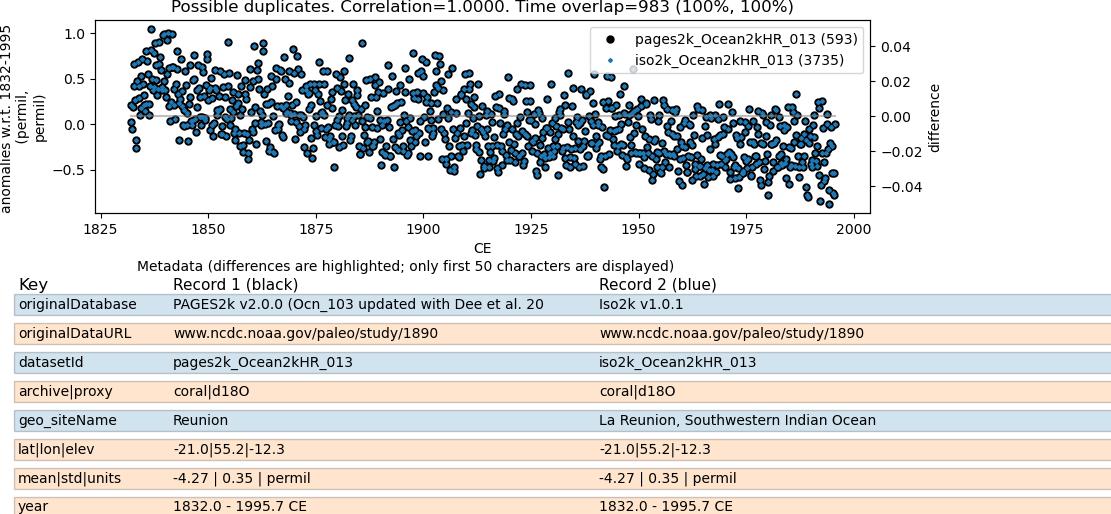 Possible duplicates. Correlation=1.0000. Time overlap=983 (100%, 100%)
anomalies w.r.t. 1832-1995
(permil,
permil)
1.0
0.5
0.0
−0.5
pages2k_Ocean2kHR_013 (593)
iso2k_Ocean2kHR_013 (3735)
0.04
0.02
0.00
−0.02
−0.04
difference
1825 1850 1875 1900 1925 1950 1975 2000
CE
Metadata (differences are highlighted; only first 50 characters are displayed)
Key Record 1 (black) Record 2 (blue)
originalDatabase PAGES2k v2.0.0 (Ocn_103 updated with Dee et al. 20 Iso2k v1.0.1
originalDataURL www.ncdc.noaa.gov/paleo/study/1890 www.ncdc.noaa.gov/paleo/study/1890
datasetId pages2k_Ocean2kHR_013 iso2k_Ocean2kHR_013
archive|proxy coral|d18O coral|d18O
geo_siteName Reunion La Reunion, Southwestern Indian Ocean
lat|lon|elev -21.0|55.2|-12.3 -21.0|55.2|-12.3
mean|std|units -4.27 | 0.35 | permil -4.27 | 0.35 | permil
year 1832.0 - 1995.7 CE 1832.0 - 1995.7 CE